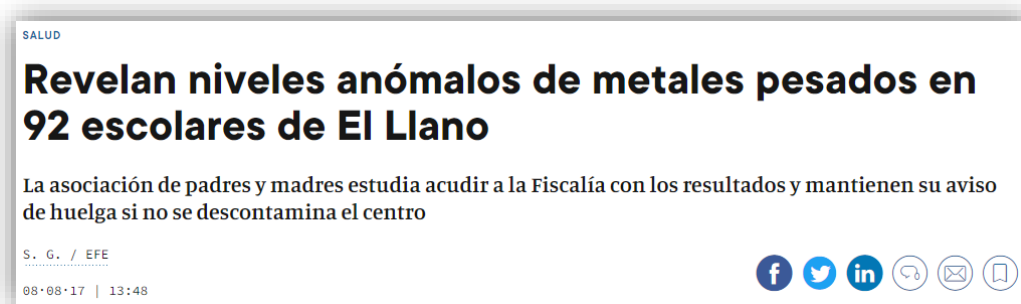 SALUD
Revelan niveles anómalos de metales pesados en
92 escolares de El Llano
La asociación de padres y madres estudia acudir a la Fiscalía con los resultados y mantienen su aviso
de huelga si no se descontamina el centro
S. G. / EFE
08·08·17 | 13:48